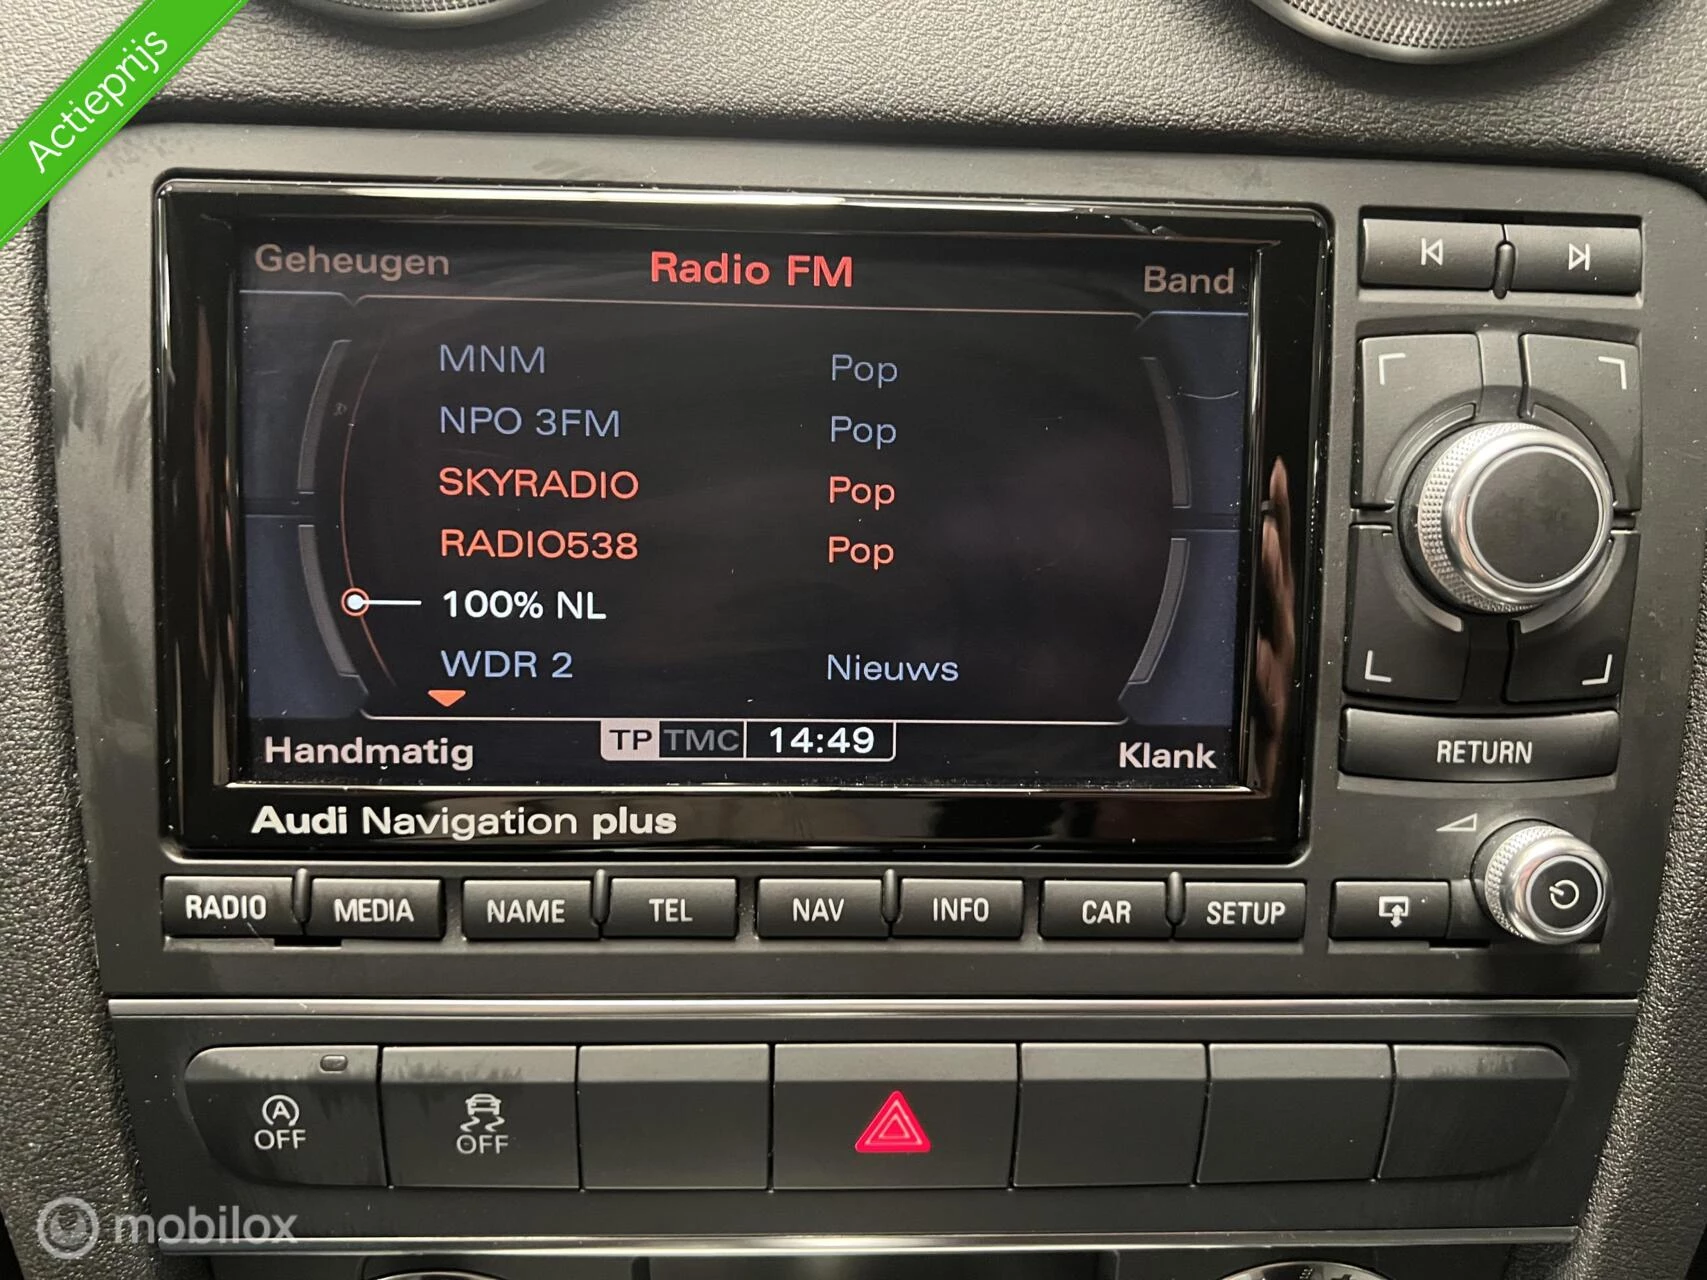 Actieprijs
Geheugen Radio FM Band
MNM Pop
NPO 3FM Pop
SKYRADIO Pop
RADIO538 Pop
100% NL
WDR 2 Nieuws
Handmatig TP TMC 14:49 Klank
Audi Navigation plus
RETURN
RADIO MEDIA NAME TEL NAV INFO CAR SETUP
A
OFF OFF
mobilox